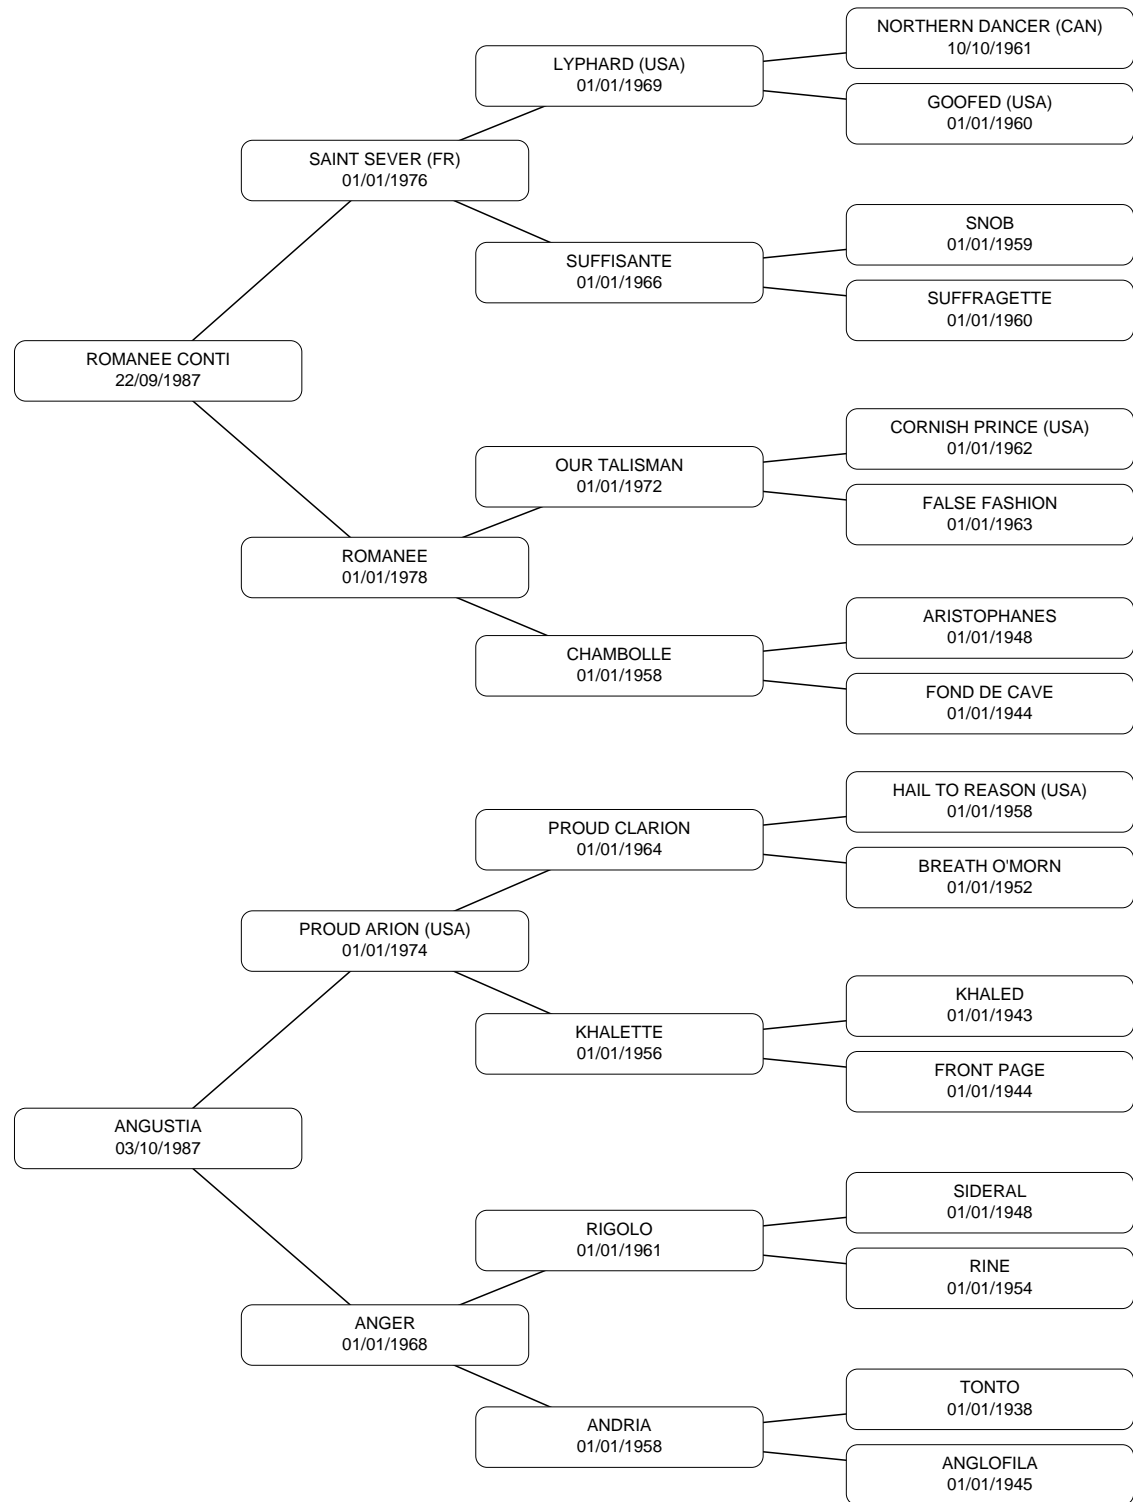 NORTHERN DANCER (CAN)
10/10/1961
LYPHARD (USA)
01/01/1969
GOOFED (USA)
01/01/1960
SAINT SEVER (FR)
01/01/1976
SNOB
01/01/1959
SUFFISANTE
01/01/1966
SUFFRAGETTE
01/01/1960
ROMANEE CONTI
22/09/1987
CORNISH PRINCE (USA)
01/01/1962
OUR TALISMAN
01/01/1972
FALSE FASHION
01/01/1963
ROMANEE
01/01/1978
ARISTOPHANES
01/01/1948
CHAMBOLLE
01/01/1958
FOND DE CAVE
01/01/1944
HAIL TO REASON (USA)
01/01/1958
PROUD CLARION
01/01/1964
BREATH O'MORN
01/01/1952
PROUD ARION (USA)
01/01/1974
KHALED
01/01/1943
KHALETTE
01/01/1956
FRONT PAGE
01/01/1944
ANGUSTIA
03/10/1987
SIDERAL
01/01/1948
RIGOLO
01/01/1961
RINE
01/01/1954
ANGER
01/01/1968
TONTO
01/01/1938
ANDRIA
01/01/1958
ANGLOFILA
01/01/1945